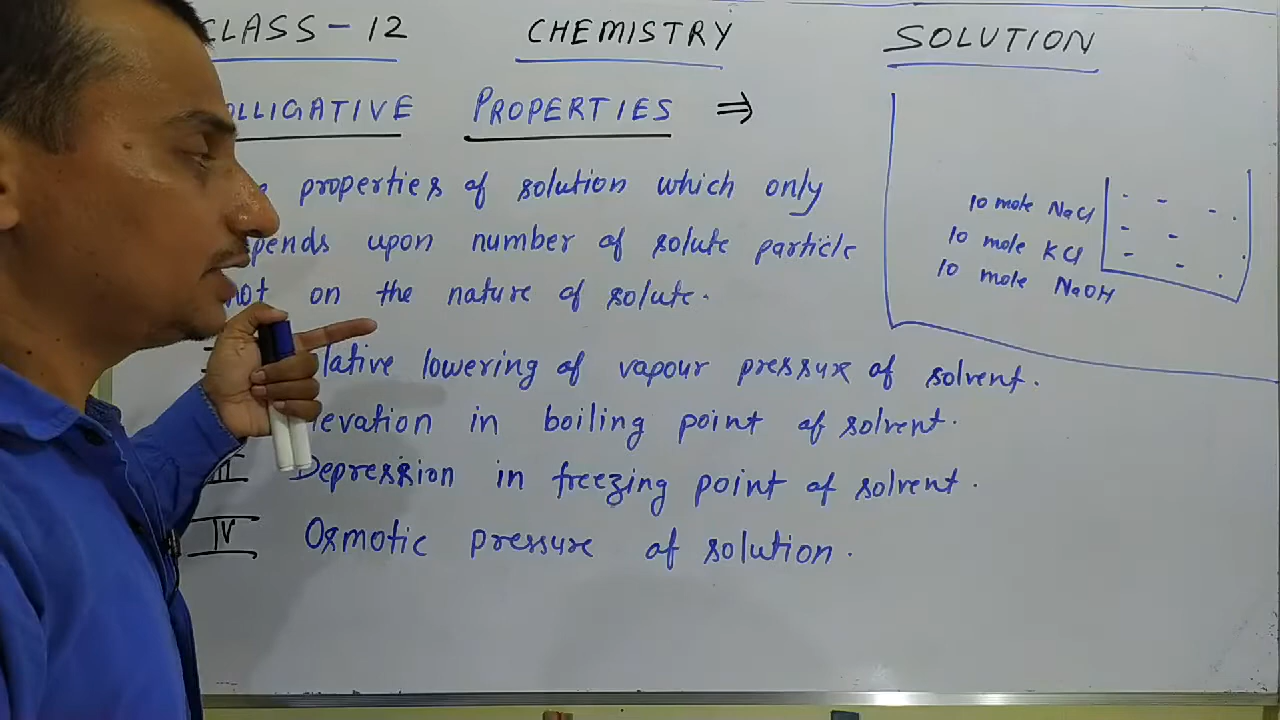 CLASS - 12 CHEMISTRY SOLUTION
OLLIGATIVE PROPERTIES ⇒
properties of solution which only
pends upon number of solute particle
not on the nature of solute.
lative lowering of vapour pressure of solvent.
levation in boiling point of solvent.
III Depression in freezing point of solvent.
IV Osmotic pressure of solution.
10 mole NaCl
10 mole KCl
10 mole NaOH